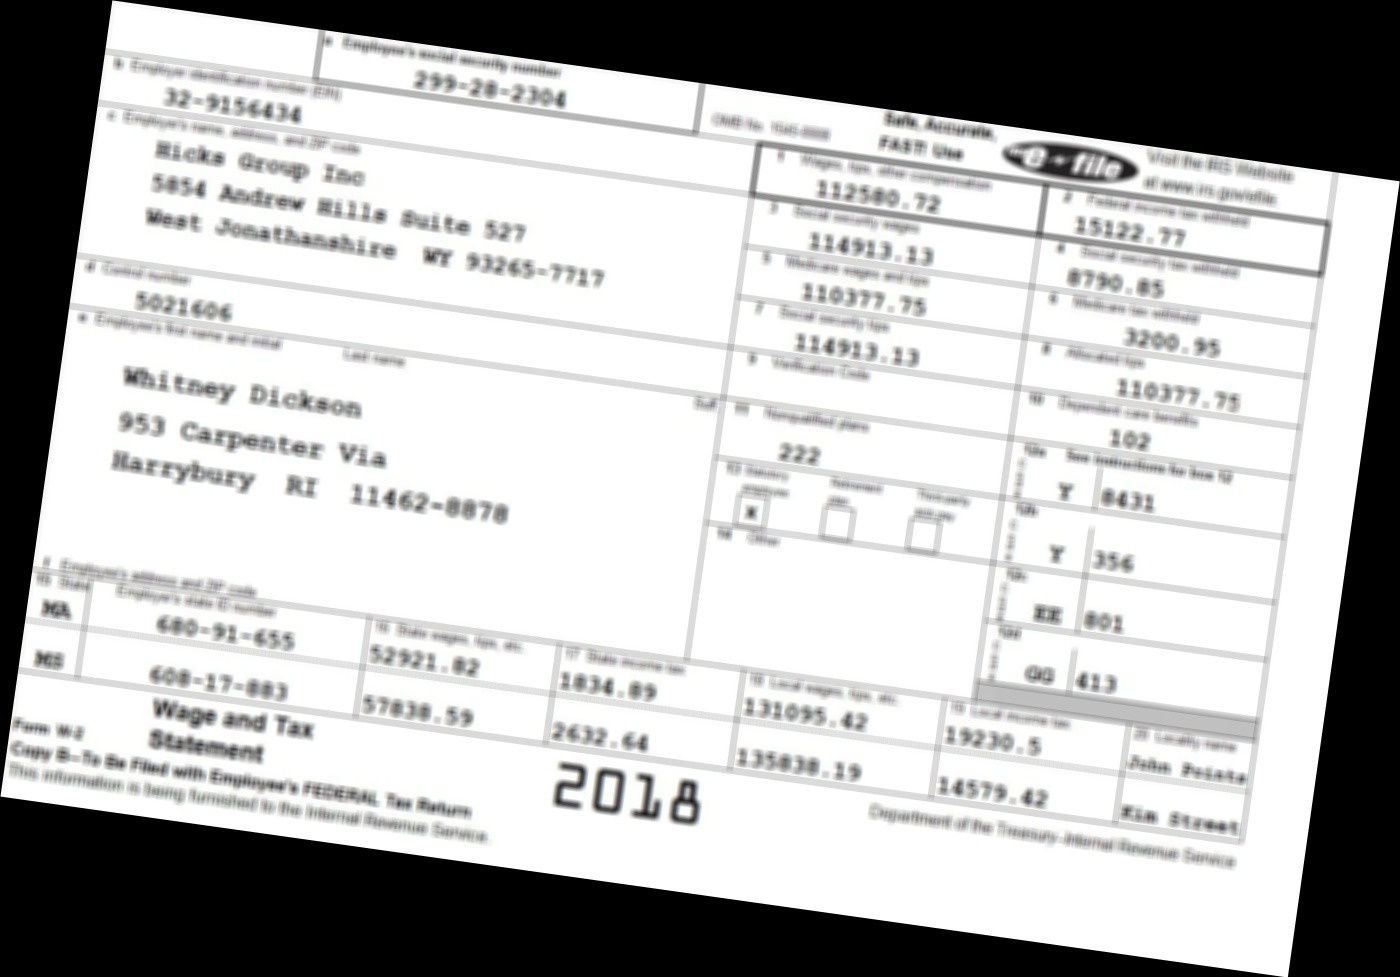 a Employee's social security number
299-28-2304
OMB No. 1545-0008
Safe, Accurate,
FAST! Use
e-file
Visit the IRS Website
at www.irs.gov/efile.
b Employer identification number (EIN)
32-9156434
c Employer's name, address, and ZIP code
Hicks Group Inc
5854 Andrew Hills Suite 527
West Jonathanshire WY 93265-7717
1 Wages, tips, other compensation
112580.72
2 Federal income tax withheld
15122.77
3 Social security wages
114913.13
4 Social security tax withheld
8790.85
5 Medicare wages and tips
110377.75
6 Medicare tax withheld
3200.95
d Control number
5021606
7 Social security tips
114913.13
8 Allocated tips
110377.75
e Employee's first name and initial Last name Suff.
Whitney Dickson
953 Carpenter Via
Harrybury RI 11462-8878
9 Verification Code
10 Dependent care benefits
102
11 Nonqualified plans
222
12a See instructions for box 12
Y 8431
13 Statutory employee Retirement plan Third-party sick pay
X
12b
Y 356
14 Other
12c
EE 801
12d
GG 413
f Employee's address and ZIP code
15 State Employer's state ID number
MA 680-91-655
MS 608-17-883
16 State wages, tips, etc.
52921.82
57838.59
17 State income tax
1834.89
2632.64
18 Local wages, tips, etc.
131095.42
135838.19
19 Local income tax
19230.5
14579.42
20 Locality name
John Pointe
Kim Street
Form W-2
Wage and Tax
Statement
2018
Copy B—To Be Filed with Employee's FEDERAL Tax Return
This information is being furnished to the Internal Revenue Service.
Department of the Treasury-Internal Revenue Service